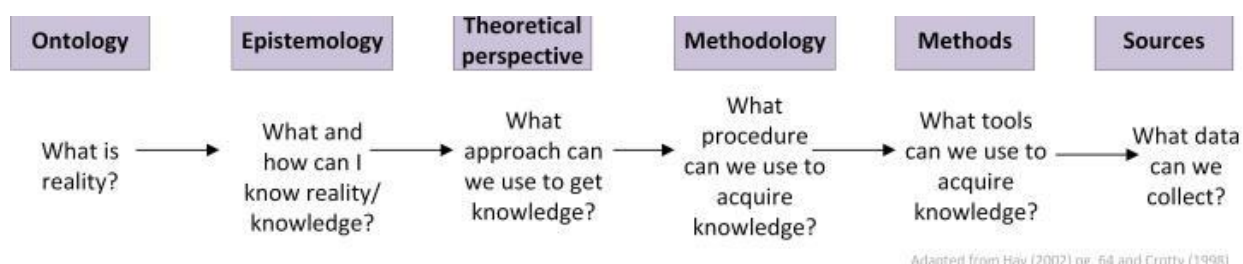 Ontology
Epistemology
Theoretical
perspective
Methodology
Methods
Sources
What is
reality?
What and
how can I
know reality/
knowledge?
What
approach can
we use to get
knowledge?
What
procedure
can we use to
acquire
knowledge?
What tools
can we use to
acquire
knowledge?
What data
can we
collect?
Adapted from Hay (2002) pg. 64 and Crotty (1998)